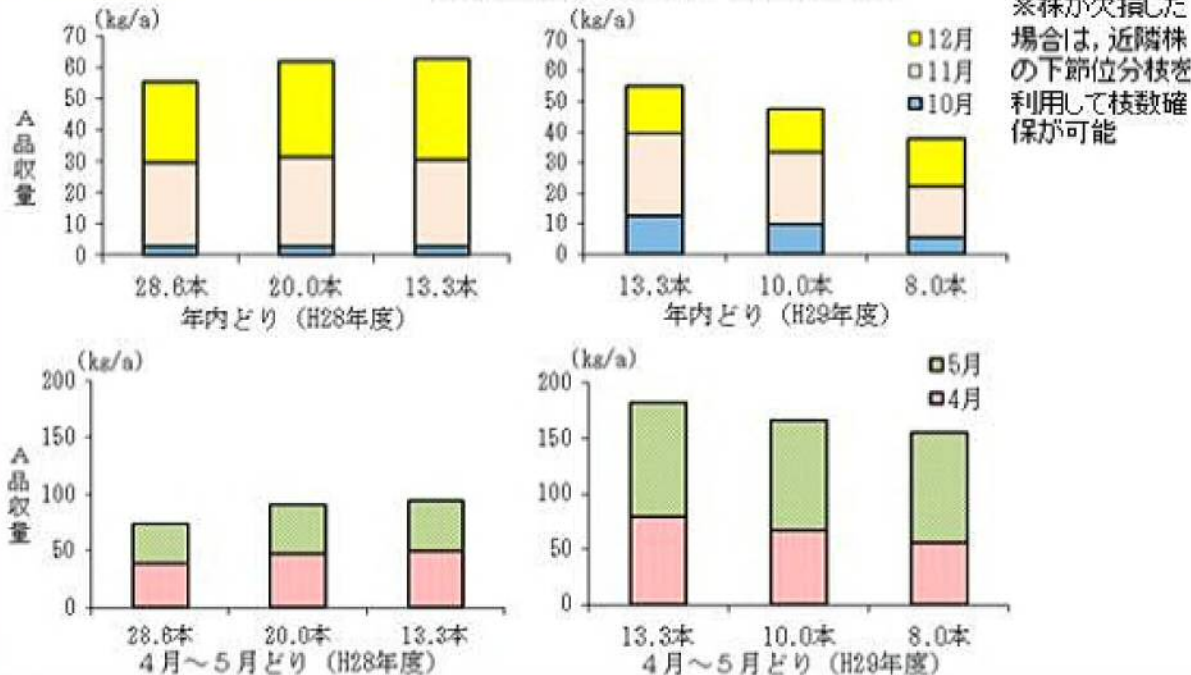 (kg/a)
70
60
50
40
30
20
10
0
A品収量
28.6本 20.0本 13.3本
年内どり (H28年度)
(kg/a)
70
60
50
40
30
20
10
0
12月
11月
10月
13.3本 10.0本 8.0本
年内どり (H29年度)
※株が欠損した
場合は，近隣株
の下節位分枝を
利用して枝数確
保が可能
(kg/a)
200
150
100
50
0
A品収量
28.6本 20.0本 13.3本
4月～5月どり (H28年度)
(kg/a)
200
150
100
50
0
5月
4月
13.3本 10.0本 8.0本
4月～5月どり (H29年度)